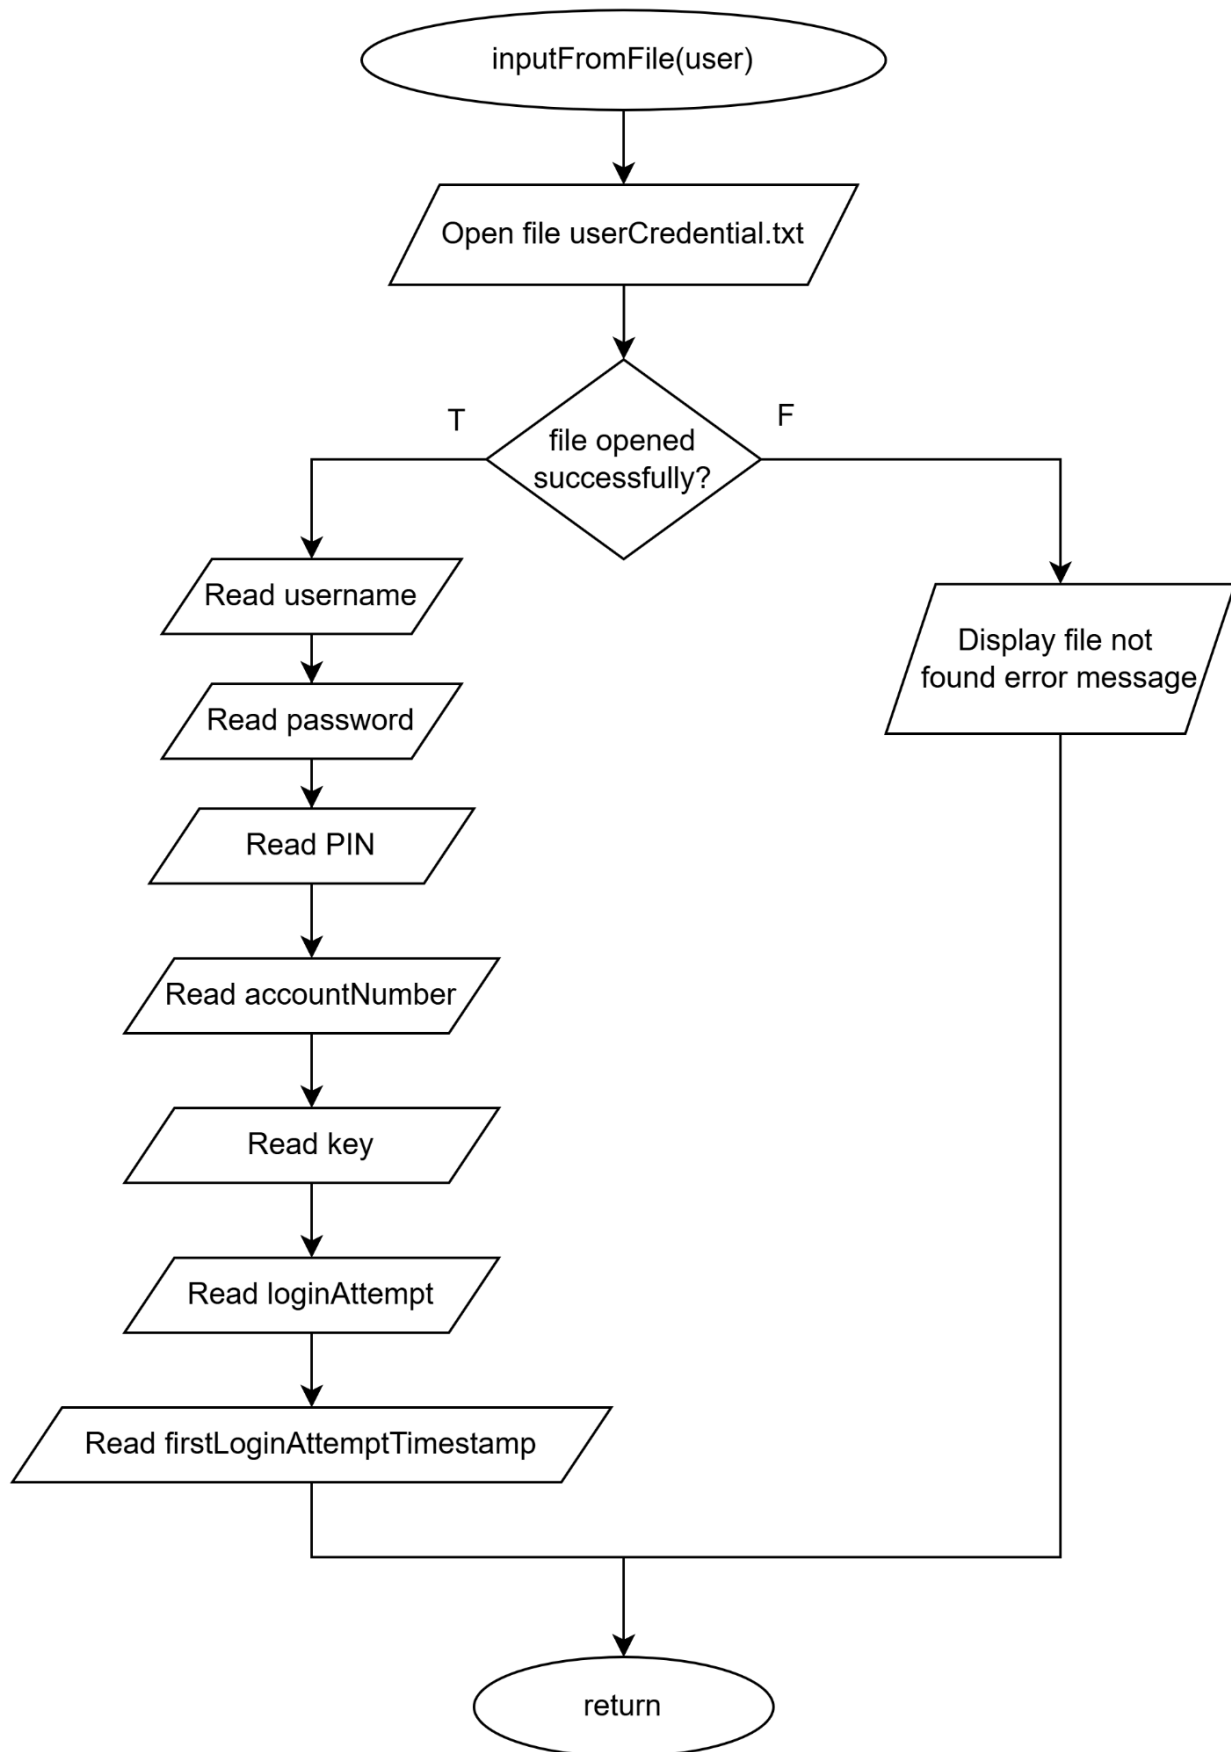 inputFromFile(user)
Open file userCredential.txt
T
F
file opened
successfully?
Read username
Display file not
found error message
Read password
Read PIN
Read accountNumber
Read key
Read loginAttempt
Read firstLoginAttemptTimestamp
return